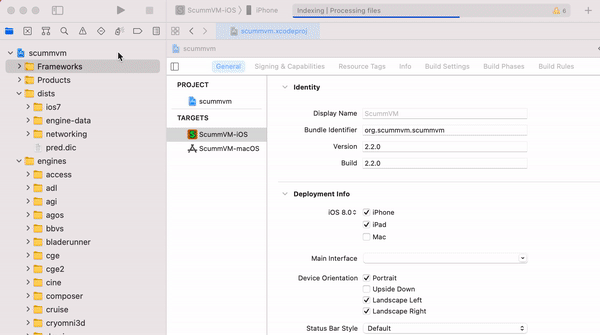 ScummVM-iOS
iPhone
Indexing | Processing files
6
scummvm
Frameworks
Products
dists
ios7
engine-data
networking
pred.dic
engines
access
adl
agi
agos
bbvs
bladerunner
cge
cge2
cine
composer
cruise
cryomni3d
scummvm.xcodeproj
scummvm
General
Signing & Capabilities
Resource Tags
Info
Build Settings
Build Phases
Build Rules
PROJECT
scummvm
TARGETS
ScummVM-iOS
ScummVM-macOS
Identity
Display Name ScummVM
Bundle Identifier org.scummvm.scummvm
Version 2.2.0
Build 2.2.0
Deployment Info
iOS 8.0 iPhone
iPad
Mac
Main Interface
Device Orientation Portrait
Upside Down
Landscape Left
Landscape Right
Status Bar Style Default